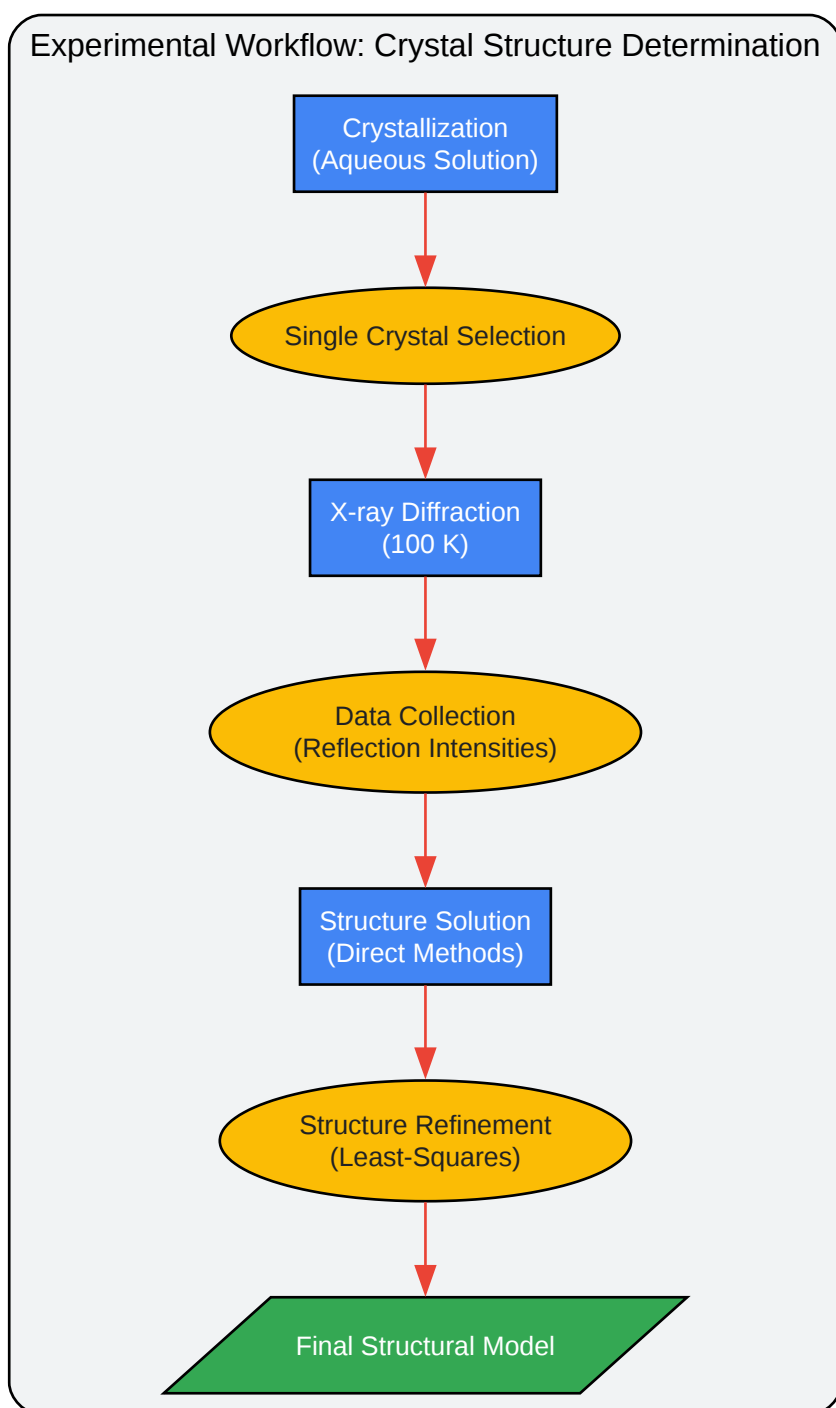 Experimental Workflow: Crystal Structure Determination
Crystallization
(Aqueous Solution)
Single Crystal Selection
X-ray Diffraction
(100 K)
Data Collection
(Reflection Intensities)
Structure Solution
(Direct Methods)
Structure Refinement
(Least-Squares)
Final Structural Model